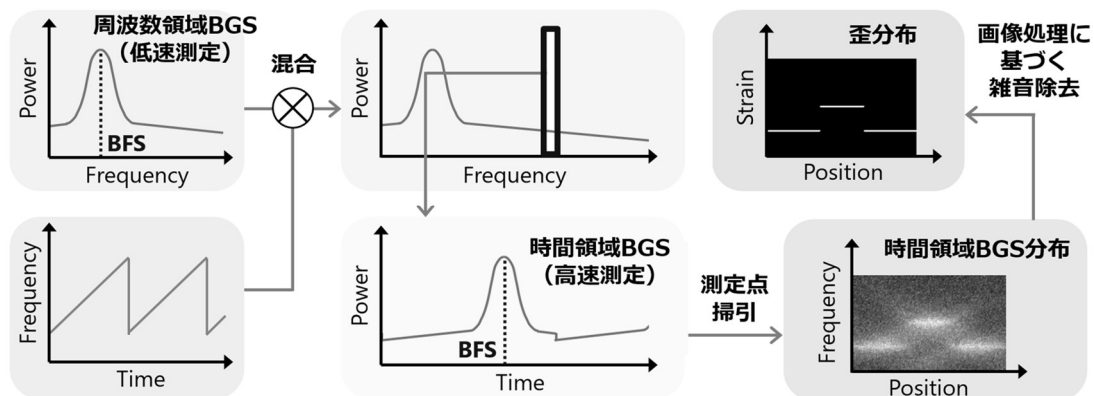 周波数領域BGS
（低速測定）
Power
BFS
Frequency
混合
Frequency
Time
Power
Frequency
時間領域BGS
（高速測定）
Power
BFS
Time
測定点
掃引
時間領域BGS分布
Frequency
Position
画像処理に
基づく
雑音除去
歪分布
Strain
Position